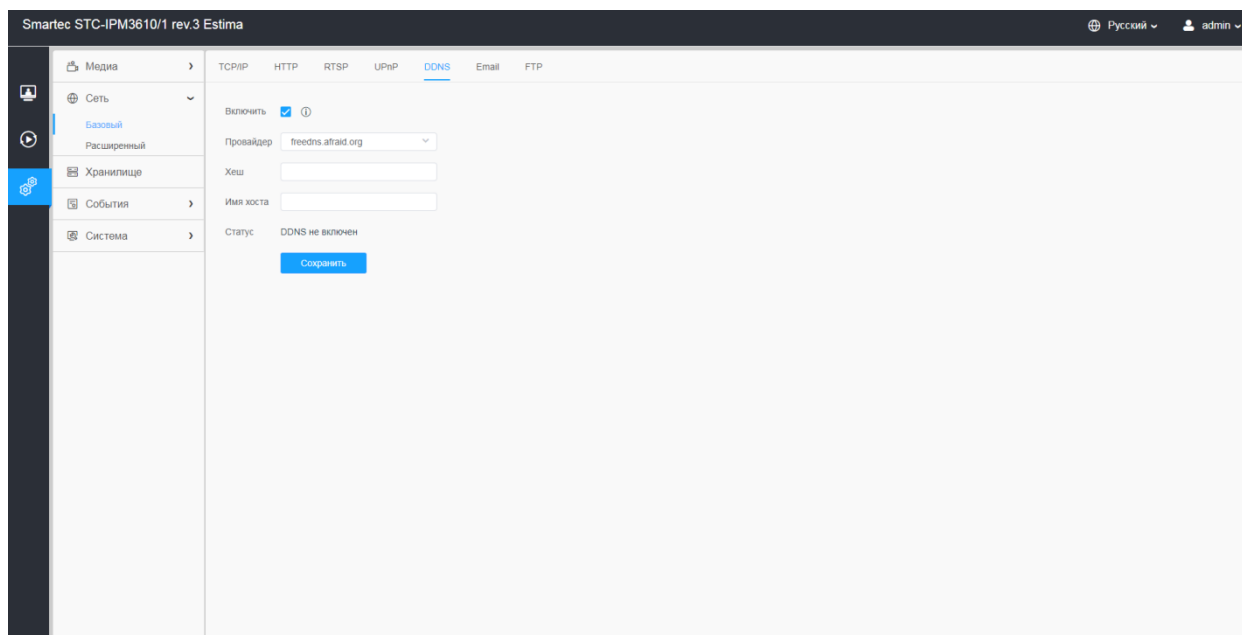 Smartec STC-IPM3610/1 rev.3 Estima
Русский
admin
Медиа
Сеть
Базовый
Расширенный
Хранилище
События
Система
TCP/IP HTTP RTSP UPnP DDNS Email FTP
Включить
Провайдер freedns.afraid.org
Хеш
Имя хоста
Статус DDNS не включен
Сохранить